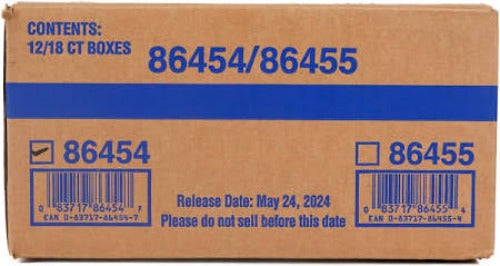 CONTENTS:
12/18 CT BOXES
86454/86455
86454
86455
0 83717 86454 7
EAN 0-83717-86454-7
Release Date: May 24, 2024
Please do not sell before this date
0 83717 86455 4
EAN 0-83717-86455-4